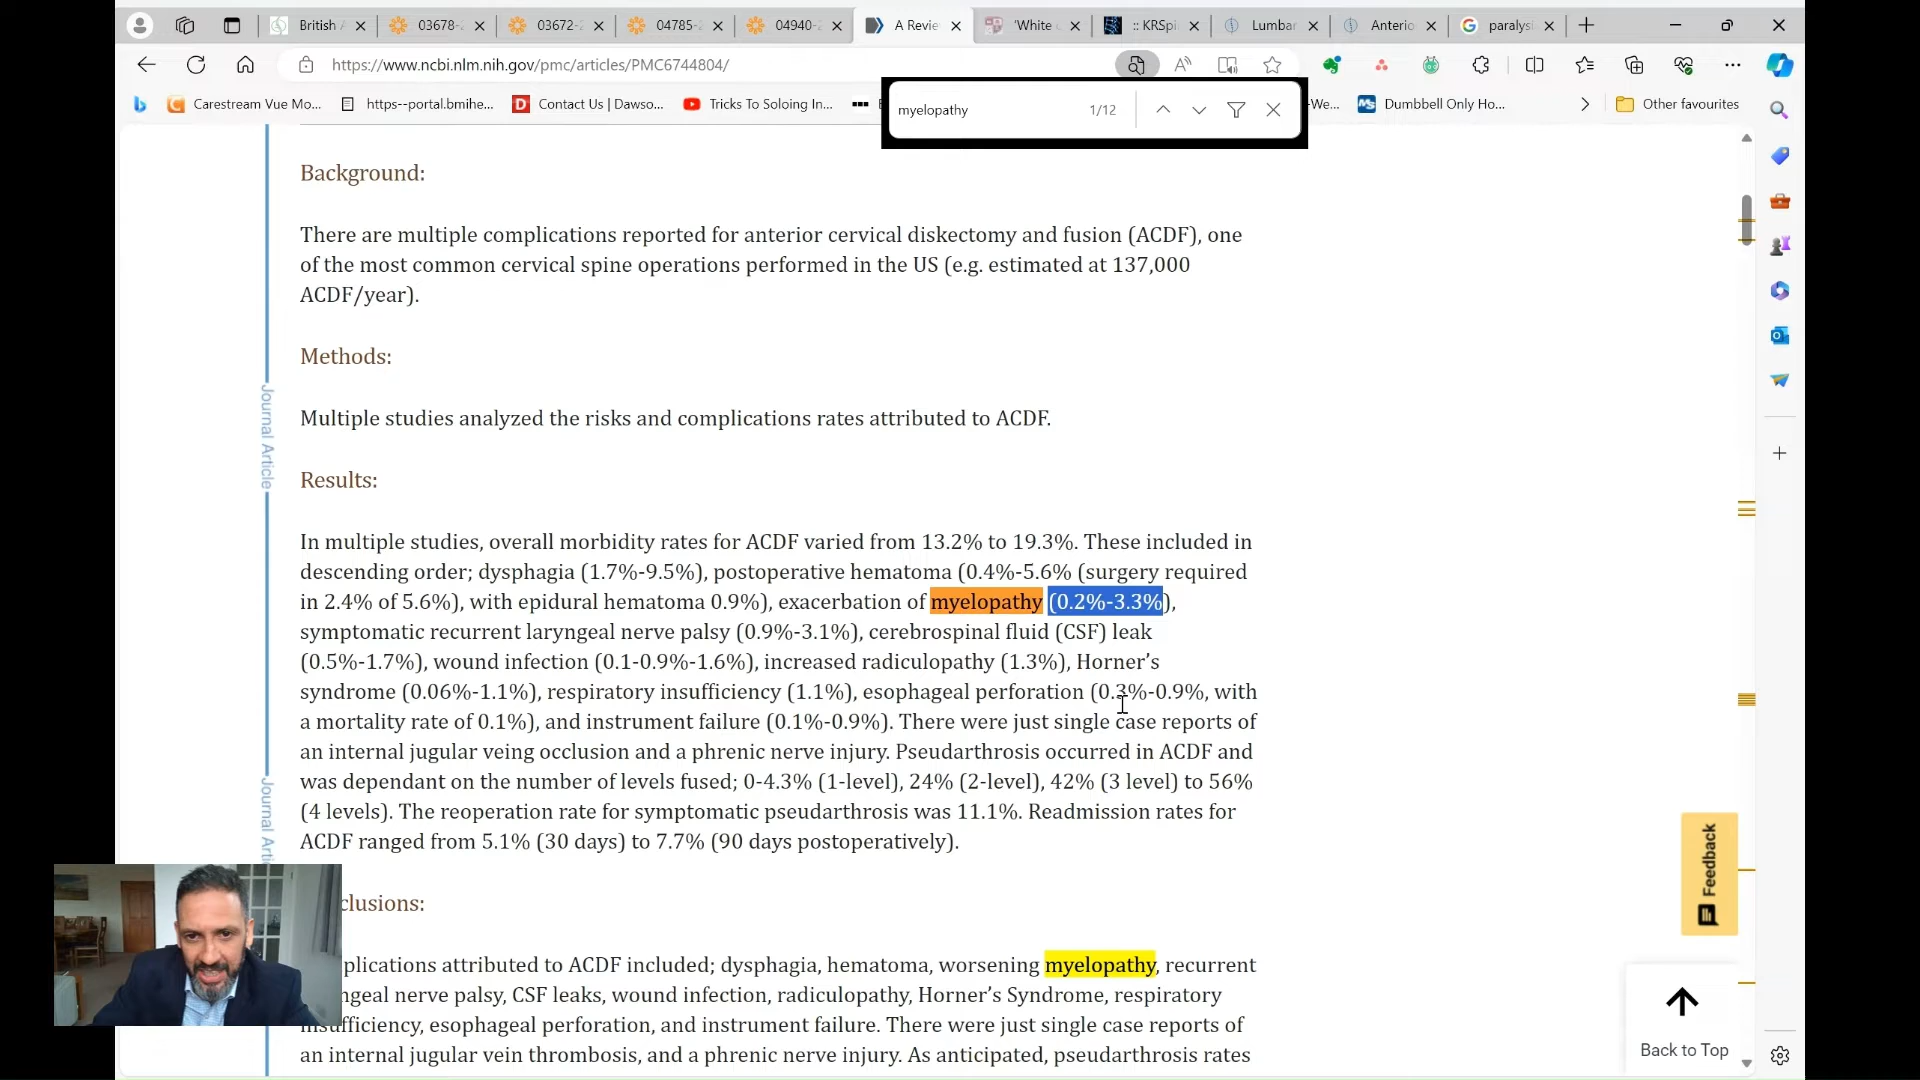 British A
03678-2
03672-2
04785-2
04940-2
A Revie
'White c
:: KRSpi
Lumbar
Anterio
paralysi
https://www.ncbi.nlm.nih.gov/pmc/articles/PMC6744804/
Carestream Vue Mo...
https--portal.bmihe...
Contact Us | Dawso...
Tricks To Soloing In...
-We...
Dumbbell Only Ho...
Other favourites
myelopathy 1/12
Background:
There are multiple complications reported for anterior cervical diskectomy and fusion (ACDF), one
of the most common cervical spine operations performed in the US (e.g. estimated at 137,000
ACDF/year).
Methods:
Multiple studies analyzed the risks and complications rates attributed to ACDF.
Results:
In multiple studies, overall morbidity rates for ACDF varied from 13.2% to 19.3%. These included in
descending order; dysphagia (1.7%-9.5%), postoperative hematoma (0.4%-5.6% (surgery required
in 2.4% of 5.6%), with epidural hematoma 0.9%), exacerbation of myelopathy (0.2%-3.3%),
symptomatic recurrent laryngeal nerve palsy (0.9%-3.1%), cerebrospinal fluid (CSF) leak
(0.5%-1.7%), wound infection (0.1-0.9%-1.6%), increased radiculopathy (1.3%), Horner's
syndrome (0.06%-1.1%), respiratory insufficiency (1.1%), esophageal perforation (0.3%-0.9%, with
a mortality rate of 0.1%), and instrument failure (0.1%-0.9%). There were just single case reports of
an internal jugular veing occlusion and a phrenic nerve injury. Pseudarthrosis occurred in ACDF and
was dependant on the number of levels fused; 0-4.3% (1-level), 24% (2-level), 42% (3 level) to 56%
(4 levels). The reoperation rate for symptomatic pseudarthrosis was 11.1%. Readmission rates for
ACDF ranged from 5.1% (30 days) to 7.7% (90 days postoperatively).
clusions:
plications attributed to ACDF included; dysphagia, hematoma, worsening myelopathy, recurrent
ngeal nerve palsy, CSF leaks, wound infection, radiculopathy, Horner's Syndrome, respiratory
insufficiency, esophageal perforation, and instrument failure. There were just single case reports of
an internal jugular vein thrombosis, and a phrenic nerve injury. As anticipated, pseudarthrosis rates
Journal Article
Journal Arti
Feedback
Back to Top